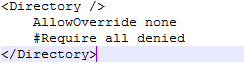 <Directory />
    AllowOverride none
    #Require all denied
</Directory>